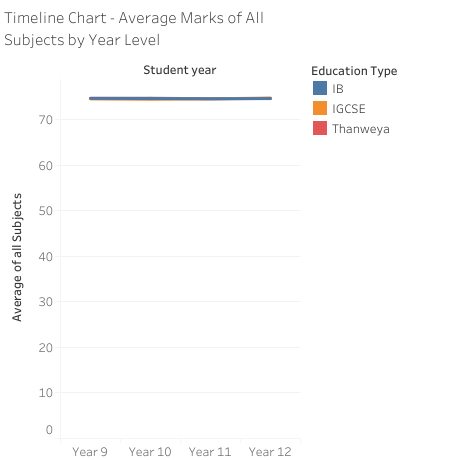 Timeline Chart - Average Marks of All
Subjects by Year Level
Student year
Education Type
IB
IGCSE
Thanweya
Average of all Subjects
70
60
50
40
30
20
10
0
Year 9
Year 10
Year 11
Year 12